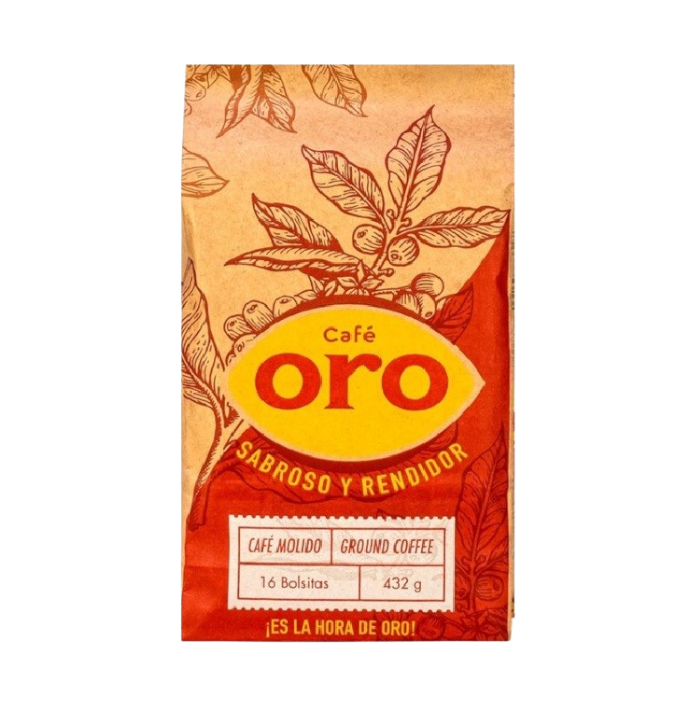 Café
oro
SABROSO Y RENDIDOR
CAFÉ MOLIDO GROUND COFFEE
16 Bolsitas 432 g
¡ES LA HORA DE ORO!